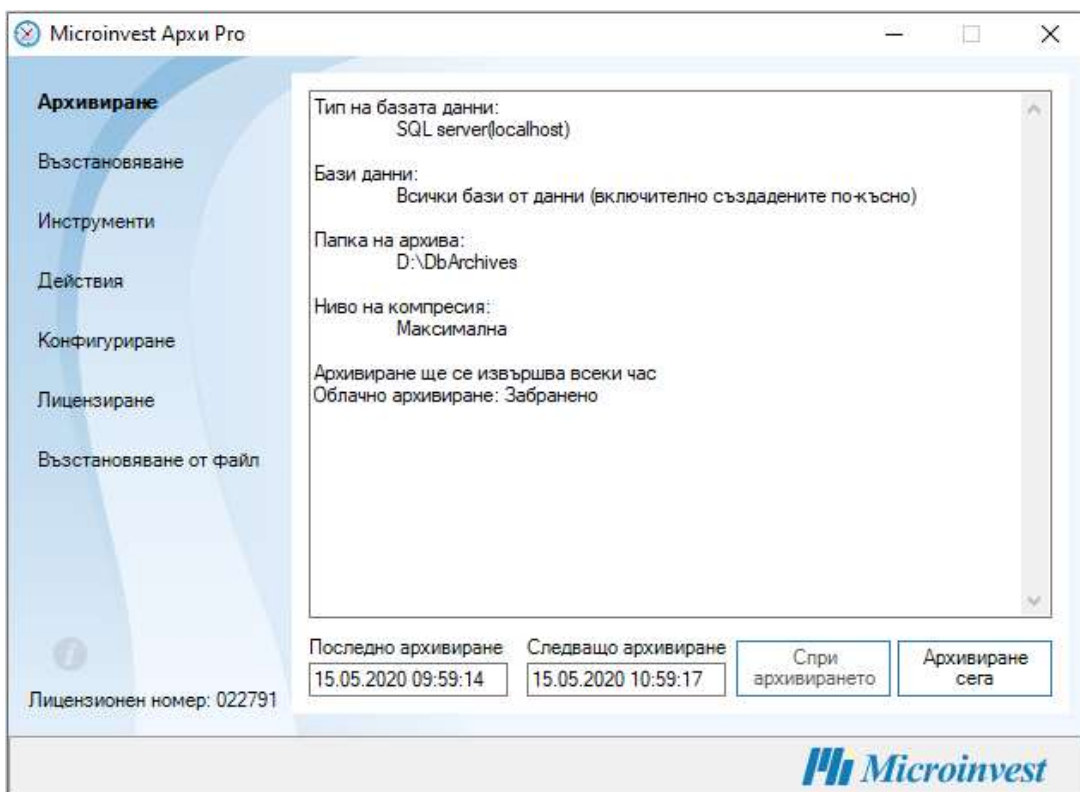 Microinvest Архи Pro
Архивиране
Възстановяване
Инструменти
Действия
Конфигуриране
Лицензиране
Възстановяване от файл
Лицензионен номер: 022791
Тип на базата данни:
SQL server(localhost)
Бази данни:
Всички бази от данни (включително създадените по-късно)
Папка на архива:
D:\DbArchives
Ниво на компресия:
Максимална
Архивиране ще се извършва всеки час
Облачно архивиране: Забранено
Последно архивиране
15.05.2020 09:59:14
Следващо архивиране
15.05.2020 10:59:17
Спри
архивирането
Архивиране
сега
Microinvest